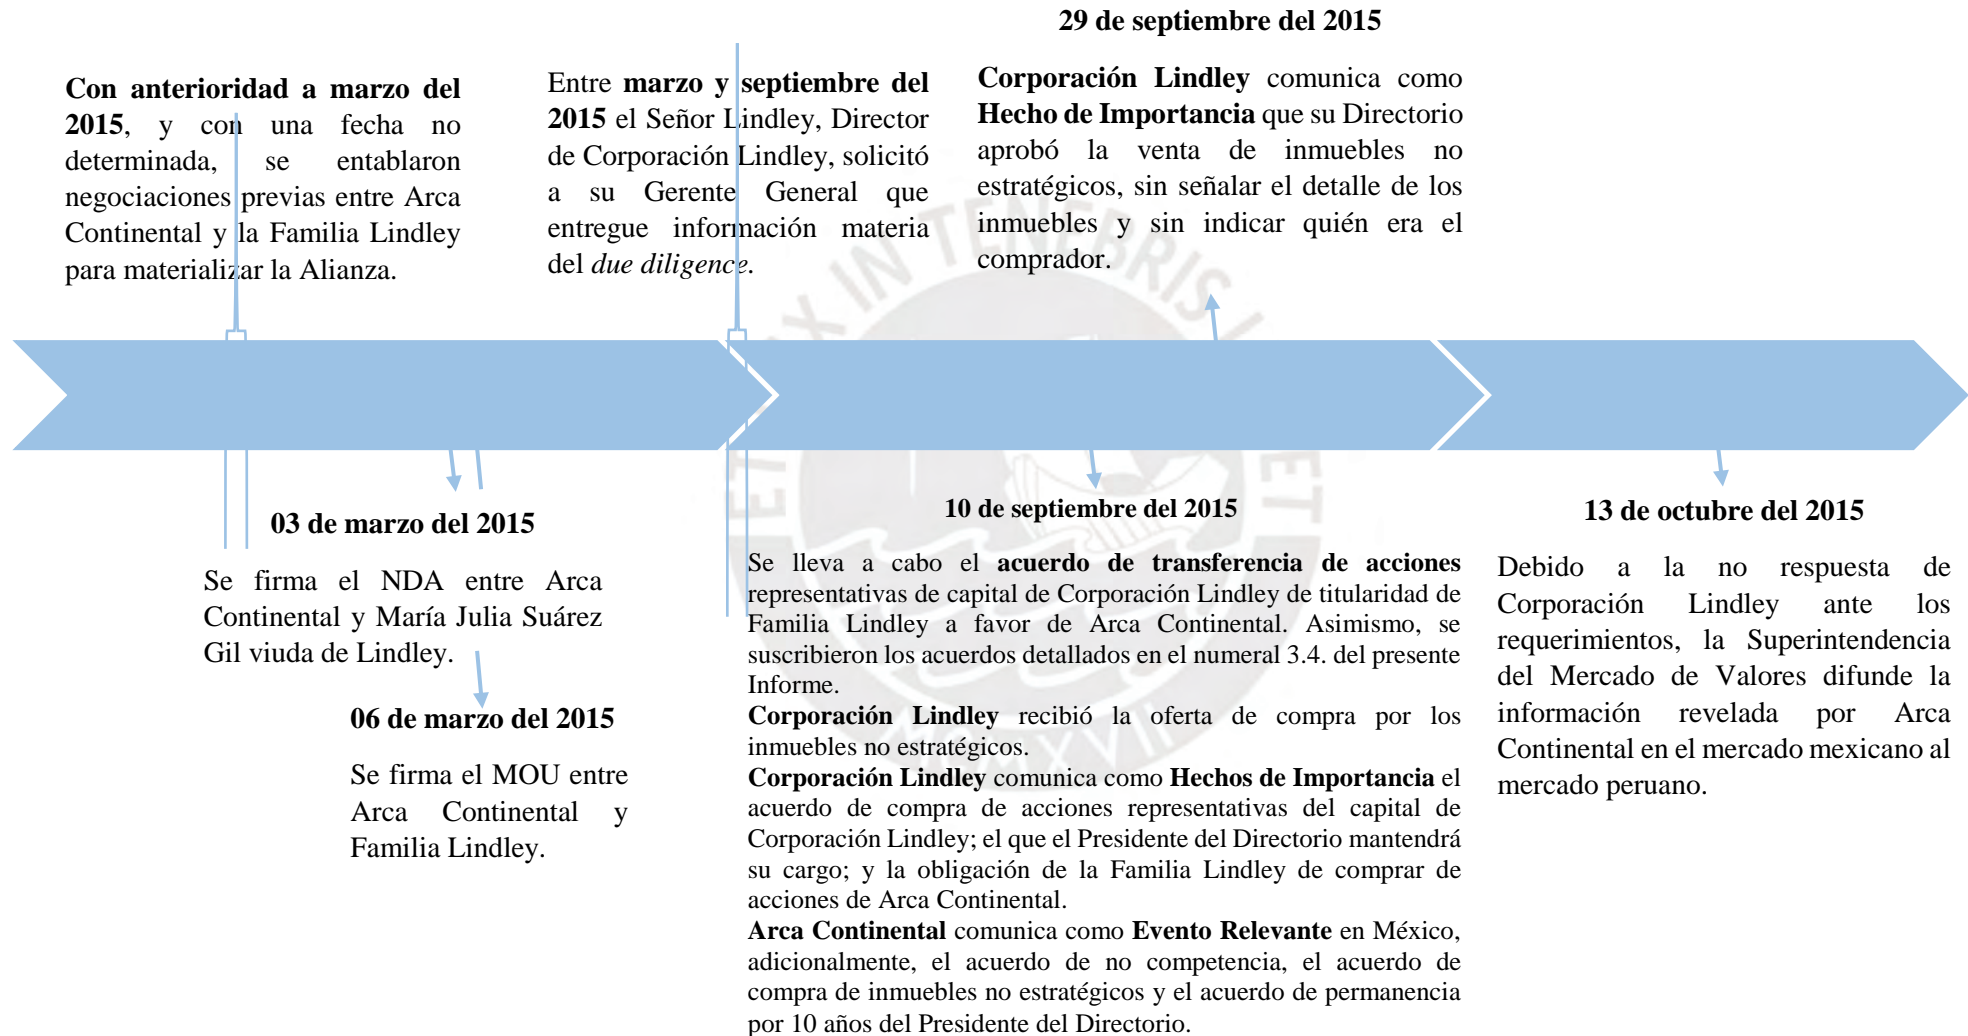 Con anterioridad a marzo del
2015, y con una fecha no
determinada, se entablaron
negociaciones previas entre Arca
Continental y la Familia Lindley
para materializar la Alianza.
Entre marzo y septiembre del
2015 el Señor Lindley, Director
de Corporación Lindley, solicitó
a su Gerente General que
entregue información materia
del due diligence.
29 de septiembre del 2015
Corporación Lindley comunica como
Hecho de Importancia que su Directorio
aprobó la venta de inmuebles no
estratégicos, sin señalar el detalle de los
inmuebles y sin indicar quién era el
comprador.
03 de marzo del 2015
Se firma el NDA entre Arca
Continental y María Julia Suárez
Gil viuda de Lindley.
06 de marzo del 2015
Se firma el MOU entre
Arca Continental y
Familia Lindley.
10 de septiembre del 2015
Se lleva a cabo el acuerdo de transferencia de acciones
representativas de capital de Corporación Lindley de titularidad de
Familia Lindley a favor de Arca Continental. Asimismo, se
suscribieron los acuerdos detallados en el numeral 3.4. del presente
Informe.
Corporación Lindley recibió la oferta de compra por los
inmuebles no estratégicos.
Corporación Lindley comunica como Hechos de Importancia el
acuerdo de compra de acciones representativas del capital de
Corporación Lindley; el que el Presidente del Directorio mantendrá
su cargo; y la obligación de la Familia Lindley de comprar de
acciones de Arca Continental.
Arca Continental comunica como Evento Relevante en México,
adicionalmente, el acuerdo de no competencia, el acuerdo de
compra de inmuebles no estratégicos y el acuerdo de permanencia
por 10 años del Presidente del Directorio.
13 de octubre del 2015
Debido a la no respuesta de
Corporación Lindley ante los
requerimientos, la Superintendencia
del Mercado de Valores difunde la
información revelada por Arca
Continental en el mercado mexicano al
mercado peruano.
ET
IN TENEBRIS
ET
MCMXVII